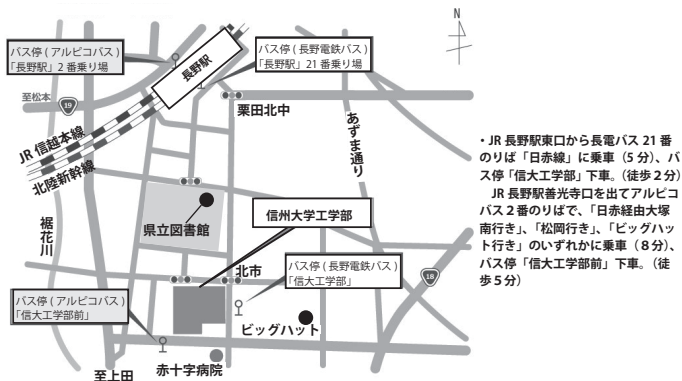 N
バス停（アルピコバス）
「長野駅」2 番乗り場
長野駅
バス停（長野電鉄バス）
「長野駅」21 番乗り場
至松本
19
栗田北中
あずま通り
JR 信越本線
北陸新幹線
裾花川
県立図書館
信州大学工学部
北市
バス停（長野電鉄バス）
「信大工学部」
18
バス停（アルピコバス）
「信大工学部前」
ビッグハット
赤十字病院
至上田
・JR 長野駅東口から長電バス 21 番
のりば「日赤線」に乗車（5 分）、バ
ス停「信大工学部」下車。（徒歩 2 分）
JR 長野駅善光寺口を出てアルピコ
バス 2 番のりばで、「日赤経由大塚
南行き」、「松岡行き」、「ビッグハッ
ト行き」のいずれかに乗車（8 分）、
バス停「信大工学部前」下車。（徒
歩 5 分）